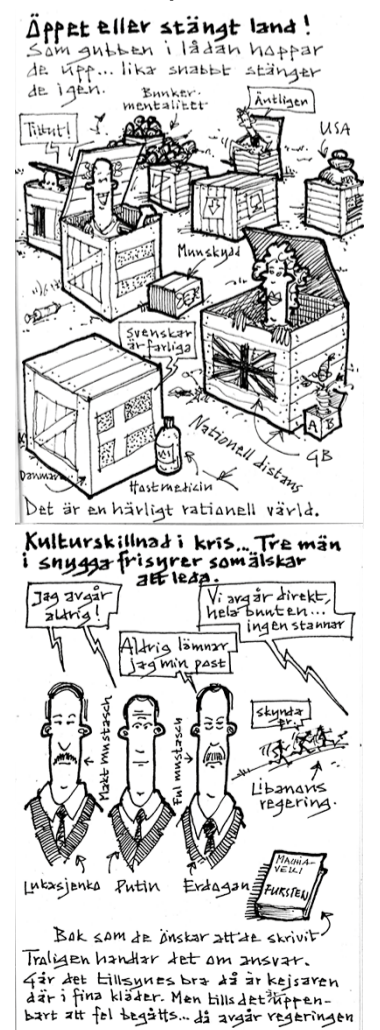 Öppet eller stängt land!
Som gubben i lådan hoppar
de upp... lika snabbt stänger
de igen.
Bunker-
mentalitet
Äntligen
Tittut!
USA
Munskydd
Svenskar
är farliga
A B
Nationell distans
GB
Danmark
Hostmedicin
Det är en härligt rationell värld.
Kulturskillnad i kris... Tre män
i snygga frisyrer som älskar
att leda.
Jag avgår
aldrig!
Vi avgår direkt,
hela bunten...
ingen stannar
Aldrig lämnar
jag min post
Skynda
er.
Makt mustasch
Ful mustasch
Libanons
regering.
Lukasjenko
Putin
Erdogan
Machia-
velli
FURSTEN
Bok som de önskar att de skrivit
Troligen handlar det om ansvar.
Går det tillsynes bra då är kejsaren
där i fina kläder. Men tills det är uppen-
bart att fel begåtts... då avgår regeringen